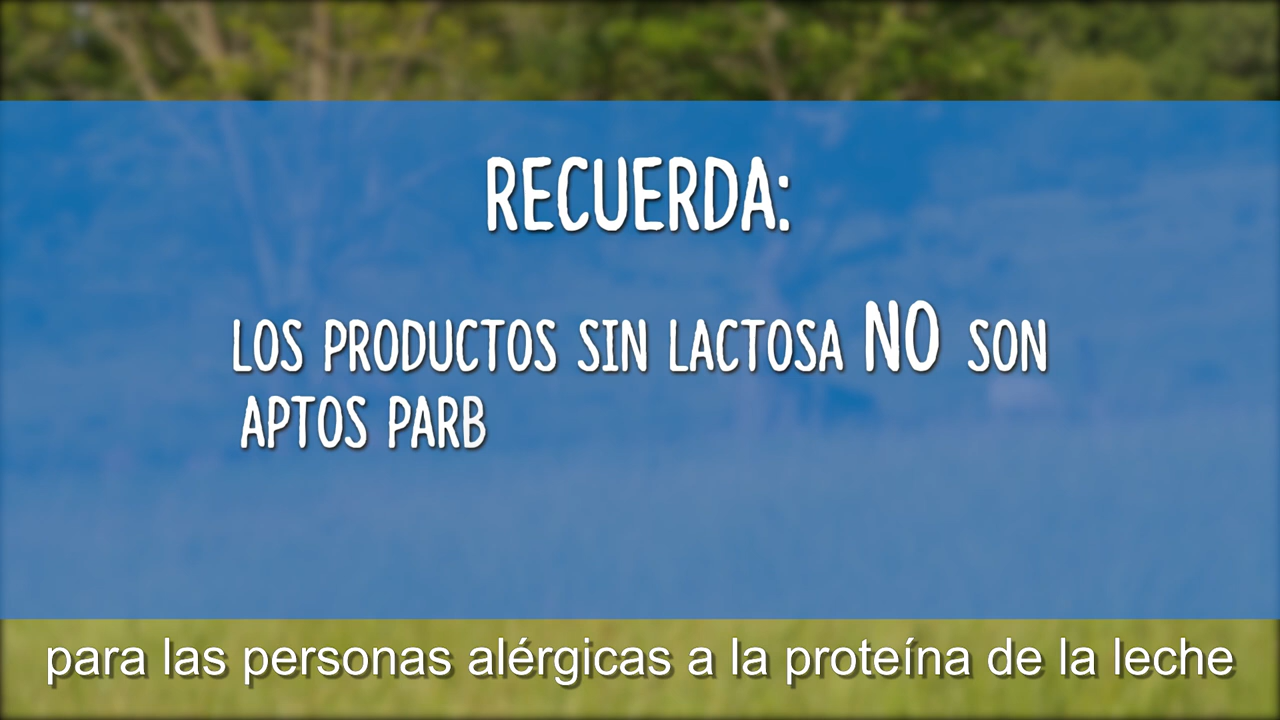 RECUERDA:
LOS PRODUCTOS SIN LACTOSA NO SON
APTOS PARB
para las personas alérgicas a la proteína de la leche